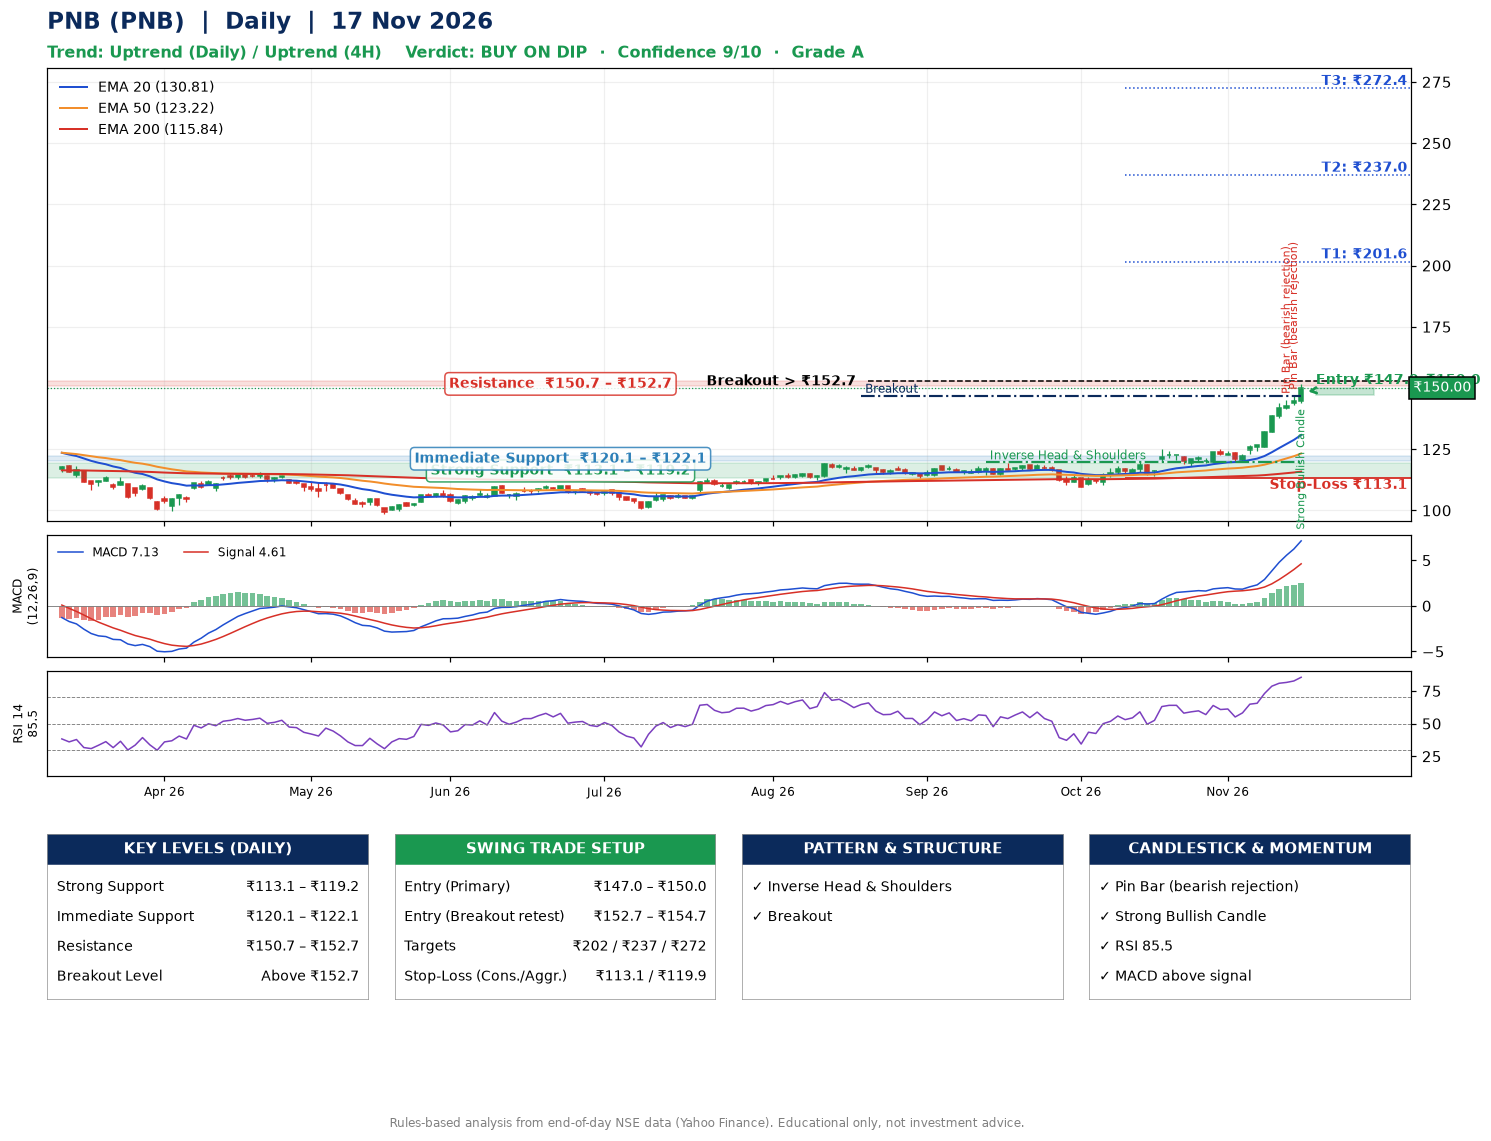 PNB (PNB) | Daily | 17 Nov 2026
Trend: Uptrend (Daily) / Uptrend (4H) Verdict: BUY ON DIP · Confidence 9/10 · Grade A
EMA 20 (130.81)
EMA 50 (123.22)
EMA 200 (115.84)
T3: ₹272.4
T2: ₹237.0
T1: ₹201.6
275
250
225
200
175
125
100
Pin Bar (bearish rejection)
Pin Bar (bearish rejection)
Resistance ₹150.7 – ₹152.7
Breakout > ₹152.7
Breakout
Entry ₹147.0
₹150.00
Immediate Support ₹120.1 – ₹122.1
Strong Support ₹113.1 – ₹119.2
Inverse Head & Shoulders
Strong Bullish Candle
Stop-Loss ₹113.1
MACD 7.13 Signal 4.61
MACD
(12,26,9)
5
0
−5
RSI 14
85.5
75
50
25
Apr 26 May 26 Jun 26 Jul 26 Aug 26 Sep 26 Oct 26 Nov 26
KEY LEVELS (DAILY)
Strong Support ₹113.1 – ₹119.2
Immediate Support ₹120.1 – ₹122.1
Resistance ₹150.7 – ₹152.7
Breakout Level Above ₹152.7
SWING TRADE SETUP
Entry (Primary) ₹147.0 – ₹150.0
Entry (Breakout retest) ₹152.7 – ₹154.7
Targets ₹202 / ₹237 / ₹272
Stop-Loss (Cons./Aggr.) ₹113.1 / ₹119.9
PATTERN & STRUCTURE
✓ Inverse Head & Shoulders
✓ Breakout
CANDLESTICK & MOMENTUM
✓ Pin Bar (bearish rejection)
✓ Strong Bullish Candle
✓ RSI 85.5
✓ MACD above signal
Rules-based analysis from end-of-day NSE data (Yahoo Finance). Educational only, not investment advice.